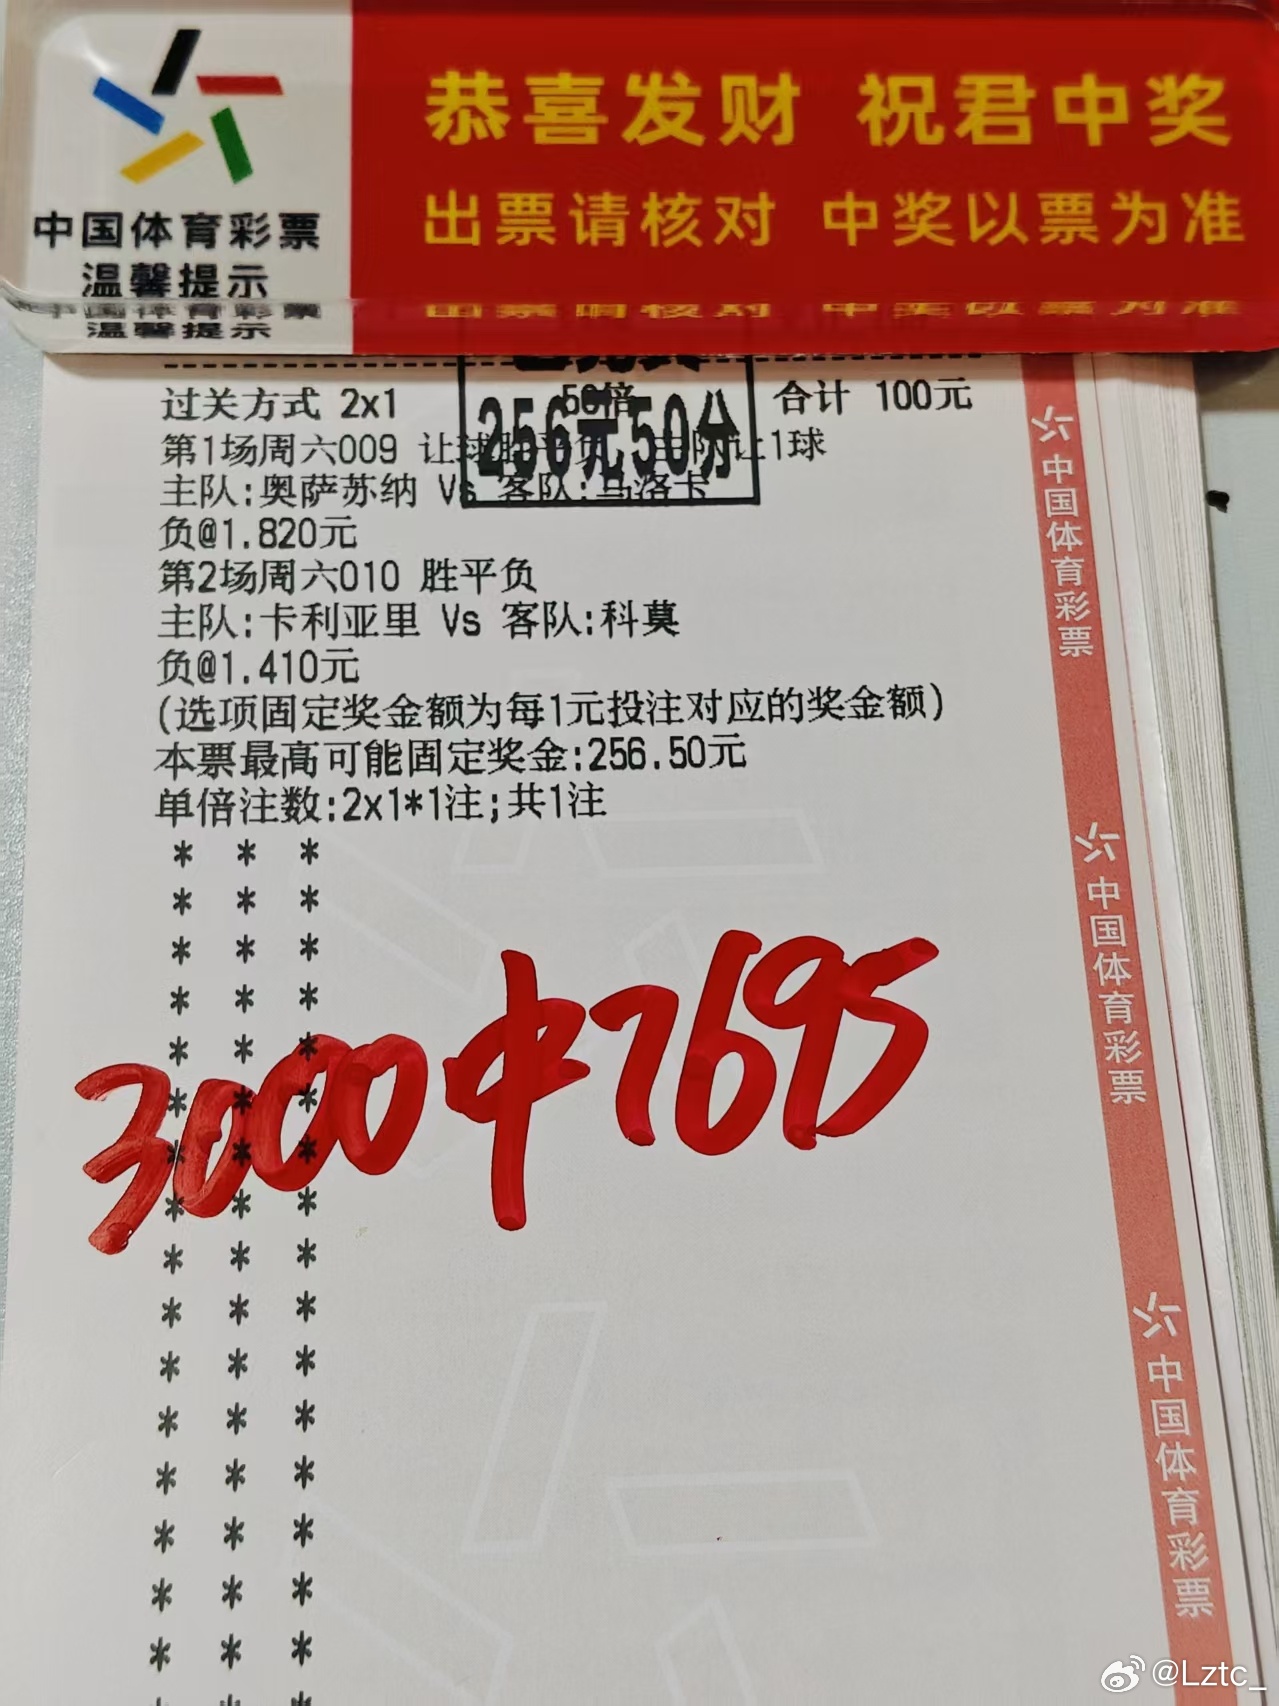 恭喜发财 祝君中奖
出票请核对 中奖以票为准
中国体育彩票
温馨提示
过关方式 2x1 50倍 合计 100元
256元50分
第1场周六009 让球胜平负 主队让1球
主队:奥萨苏纳 Vs 客队:马洛卡
负@1.820元
第2场周六010 胜平负
主队:卡利亚里 Vs 客队:科莫
负@1.410元
(选项固定奖金额为每1元投注对应的奖金额)
本票最高可能固定奖金:256.50元
单倍注数:2x1*1注;共1注
3000中7695
中国体育彩票
中国体育彩票
中国体育彩票
@Lztc_